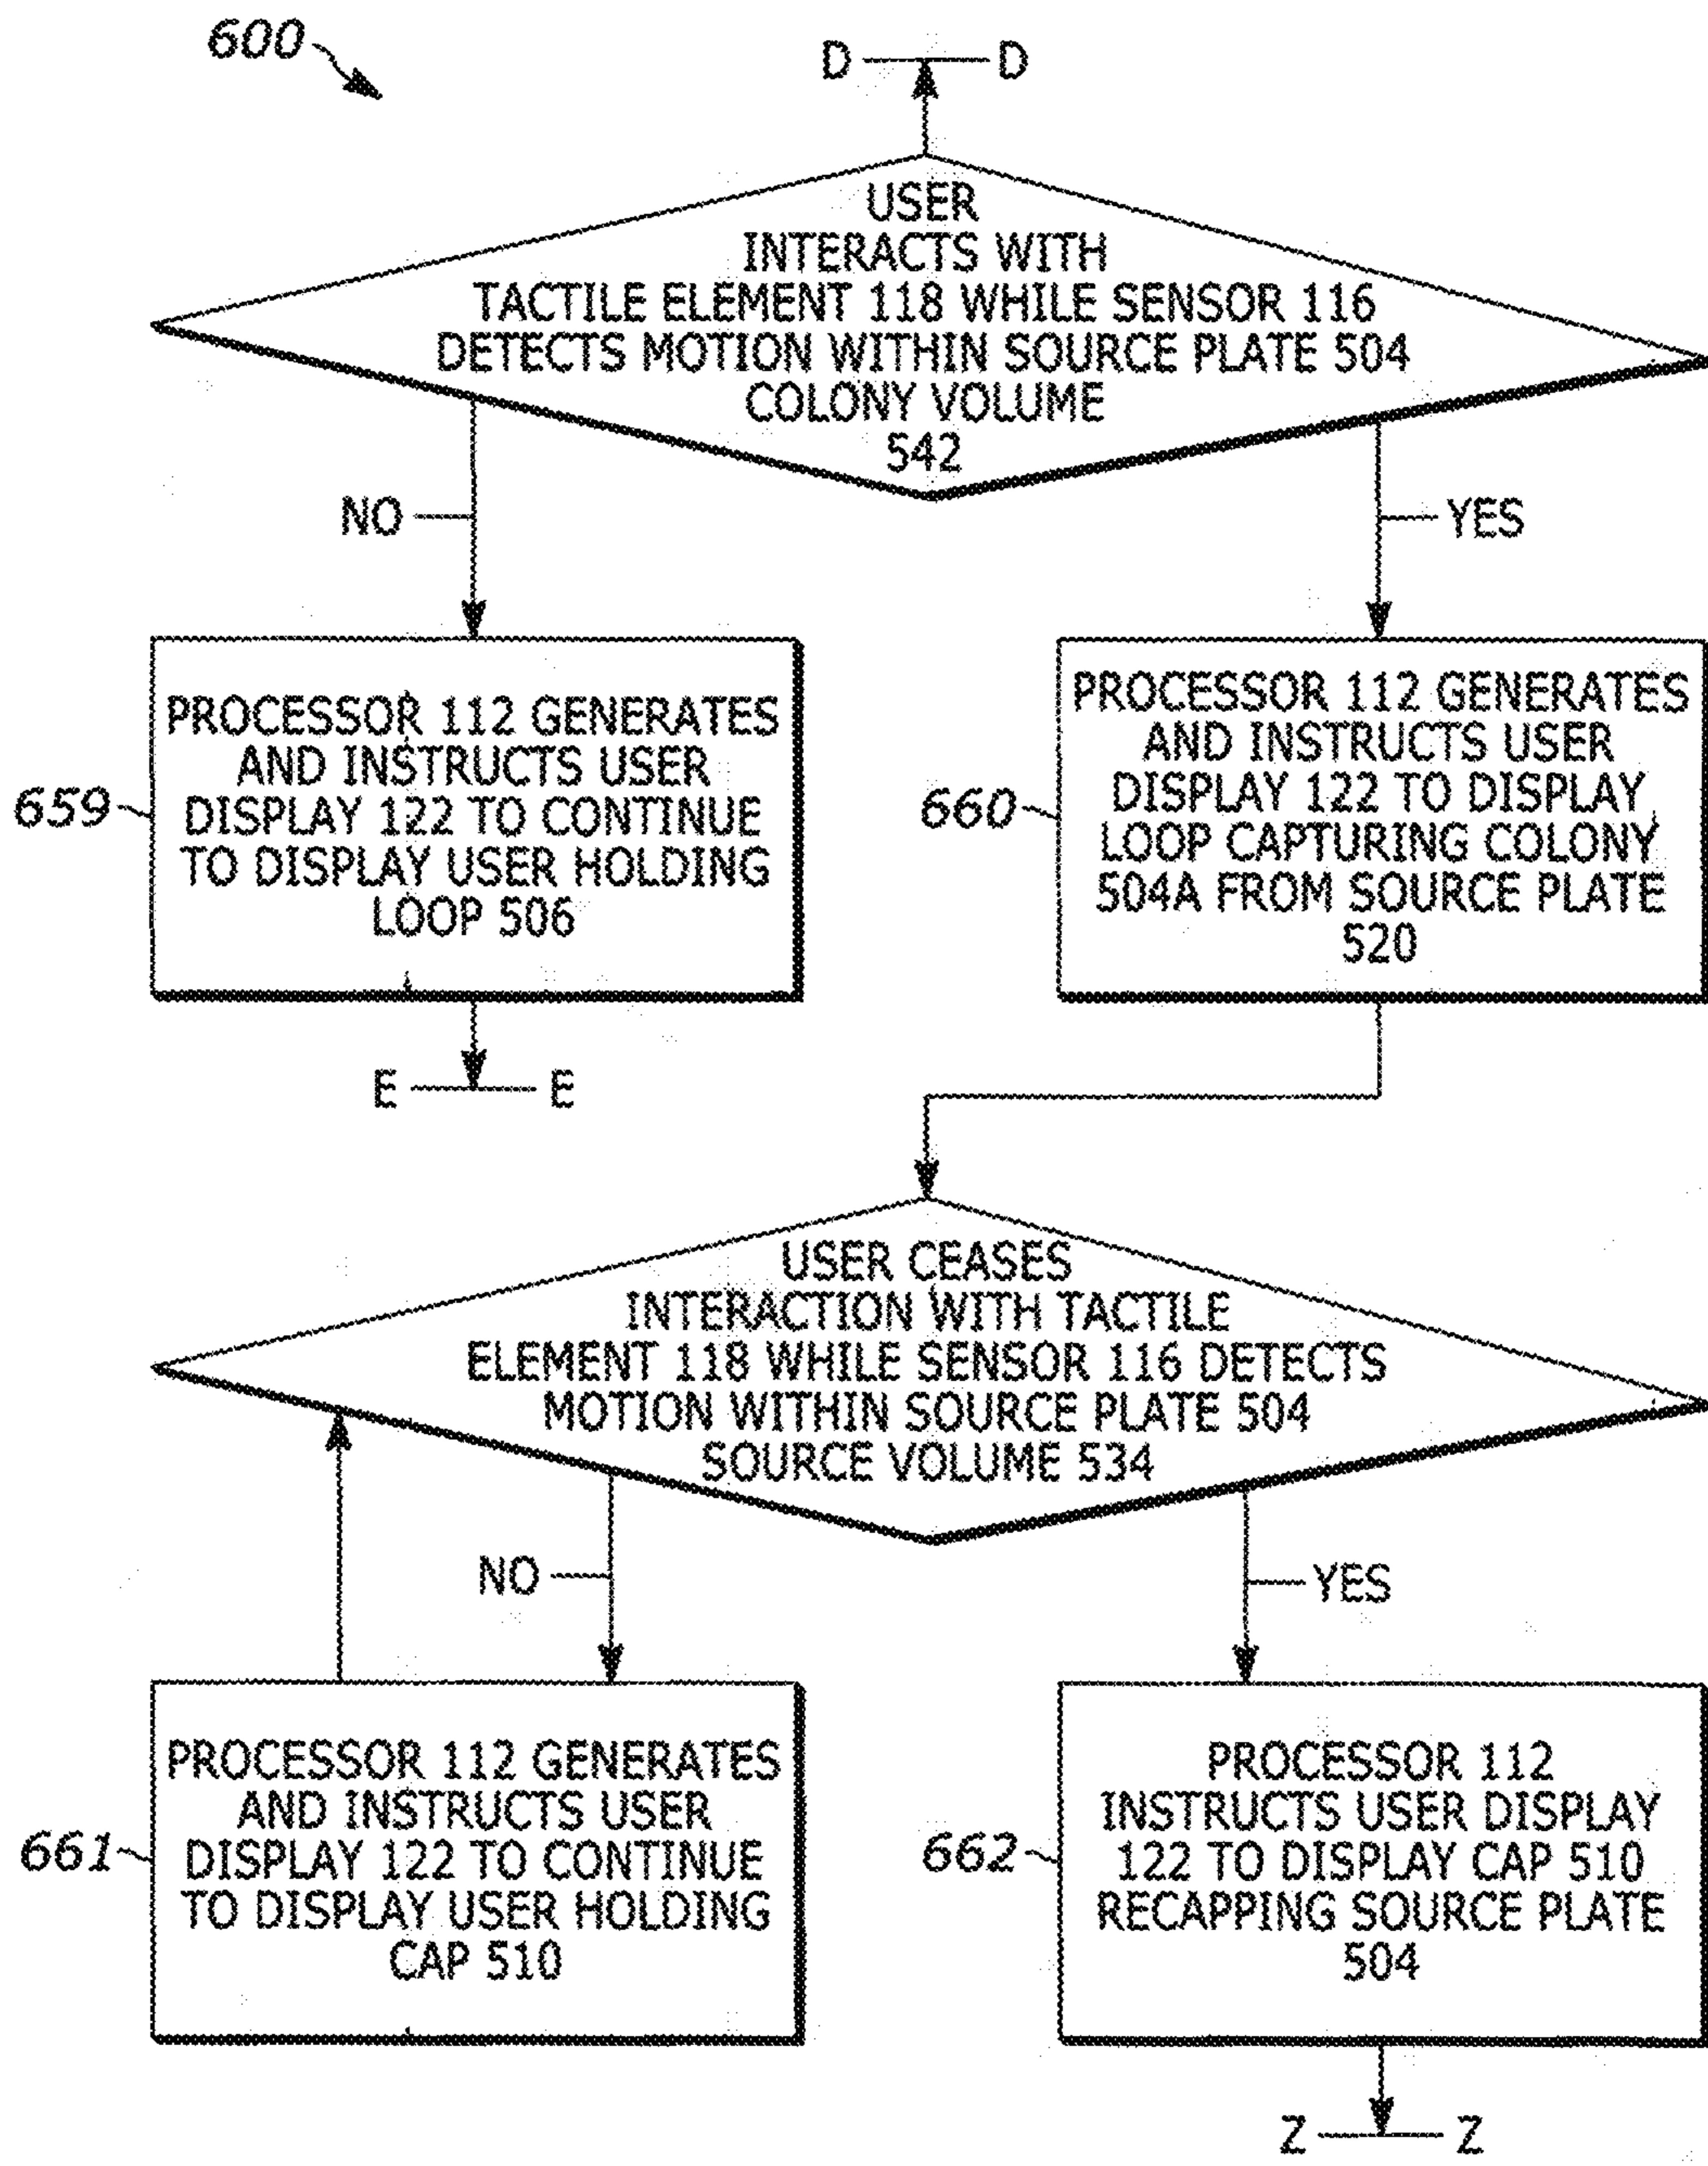 600
D D
USER
INTERACTS WITH
TACTILE ELEMENT 118 WHILE SENSOR 116
DETECTS MOTION WITHIN SOURCE PLATE 504
COLONY VOLUME
542
NO
YES
659
PROCESSOR 112 GENERATES
AND INSTRUCTS USER
DISPLAY 122 TO CONTINUE
TO DISPLAY USER HOLDING
LOOP 506
660
PROCESSOR 112 GENERATES
AND INSTRUCTS USER
DISPLAY 122 TO DISPLAY
LOOP CAPTURING COLONY
504A FROM SOURCE PLATE
520
E E
USER CEASES
INTERACTION WITH TACTILE
ELEMENT 118 WHILE SENSOR 116 DETECTS
MOTION WITHIN SOURCE PLATE 504
SOURCE VOLUME 534
NO
YES
661
PROCESSOR 112 GENERATES
AND INSTRUCTS USER
DISPLAY 122 TO CONTINUE
TO DISPLAY USER HOLDING
CAP 510
662
PROCESSOR 112
INSTRUCTS USER DISPLAY
122 TO DISPLAY CAP 510
RECAPPING SOURCE PLATE
504
Z Z